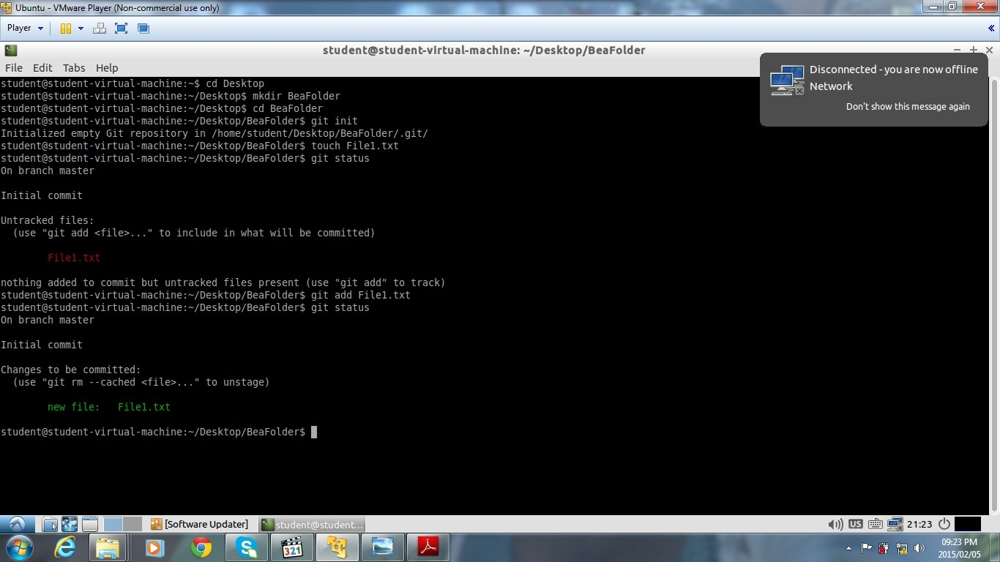 Ubuntu - VMware Player (Non-commercial use only)
Player
student@student-virtual-machine: ~/Desktop/BeaFolder
File Edit Tabs Help
Disconnected - you are now offline
Network
Don't show this message again
student@student-virtual-machine:~$ cd Desktop
student@student-virtual-machine:~/Desktop$ mkdir BeaFolder
student@student-virtual-machine:~/Desktop$ cd BeaFolder
student@student-virtual-machine:~/Desktop/BeaFolder$ git init
Initialized empty Git repository in /home/student/Desktop/BeaFolder/.git/
student@student-virtual-machine:~/Desktop/BeaFolder$ touch File1.txt
student@student-virtual-machine:~/Desktop/BeaFolder$ git status
On branch master
Initial commit
Untracked files:
(use "git add <file>..." to include in what will be committed)
File1.txt
nothing added to commit but untracked files present (use "git add" to track)
student@student-virtual-machine:~/Desktop/BeaFolder$ git add File1.txt
student@student-virtual-machine:~/Desktop/BeaFolder$ git status
On branch master
Initial commit
Changes to be committed:
(use "git rm --cached <file>..." to unstage)
new file:   File1.txt
student@student-virtual-machine:~/Desktop/BeaFolder$
[Software Updater] student@student... US 21:23
321
09:23 PM
2015/02/05